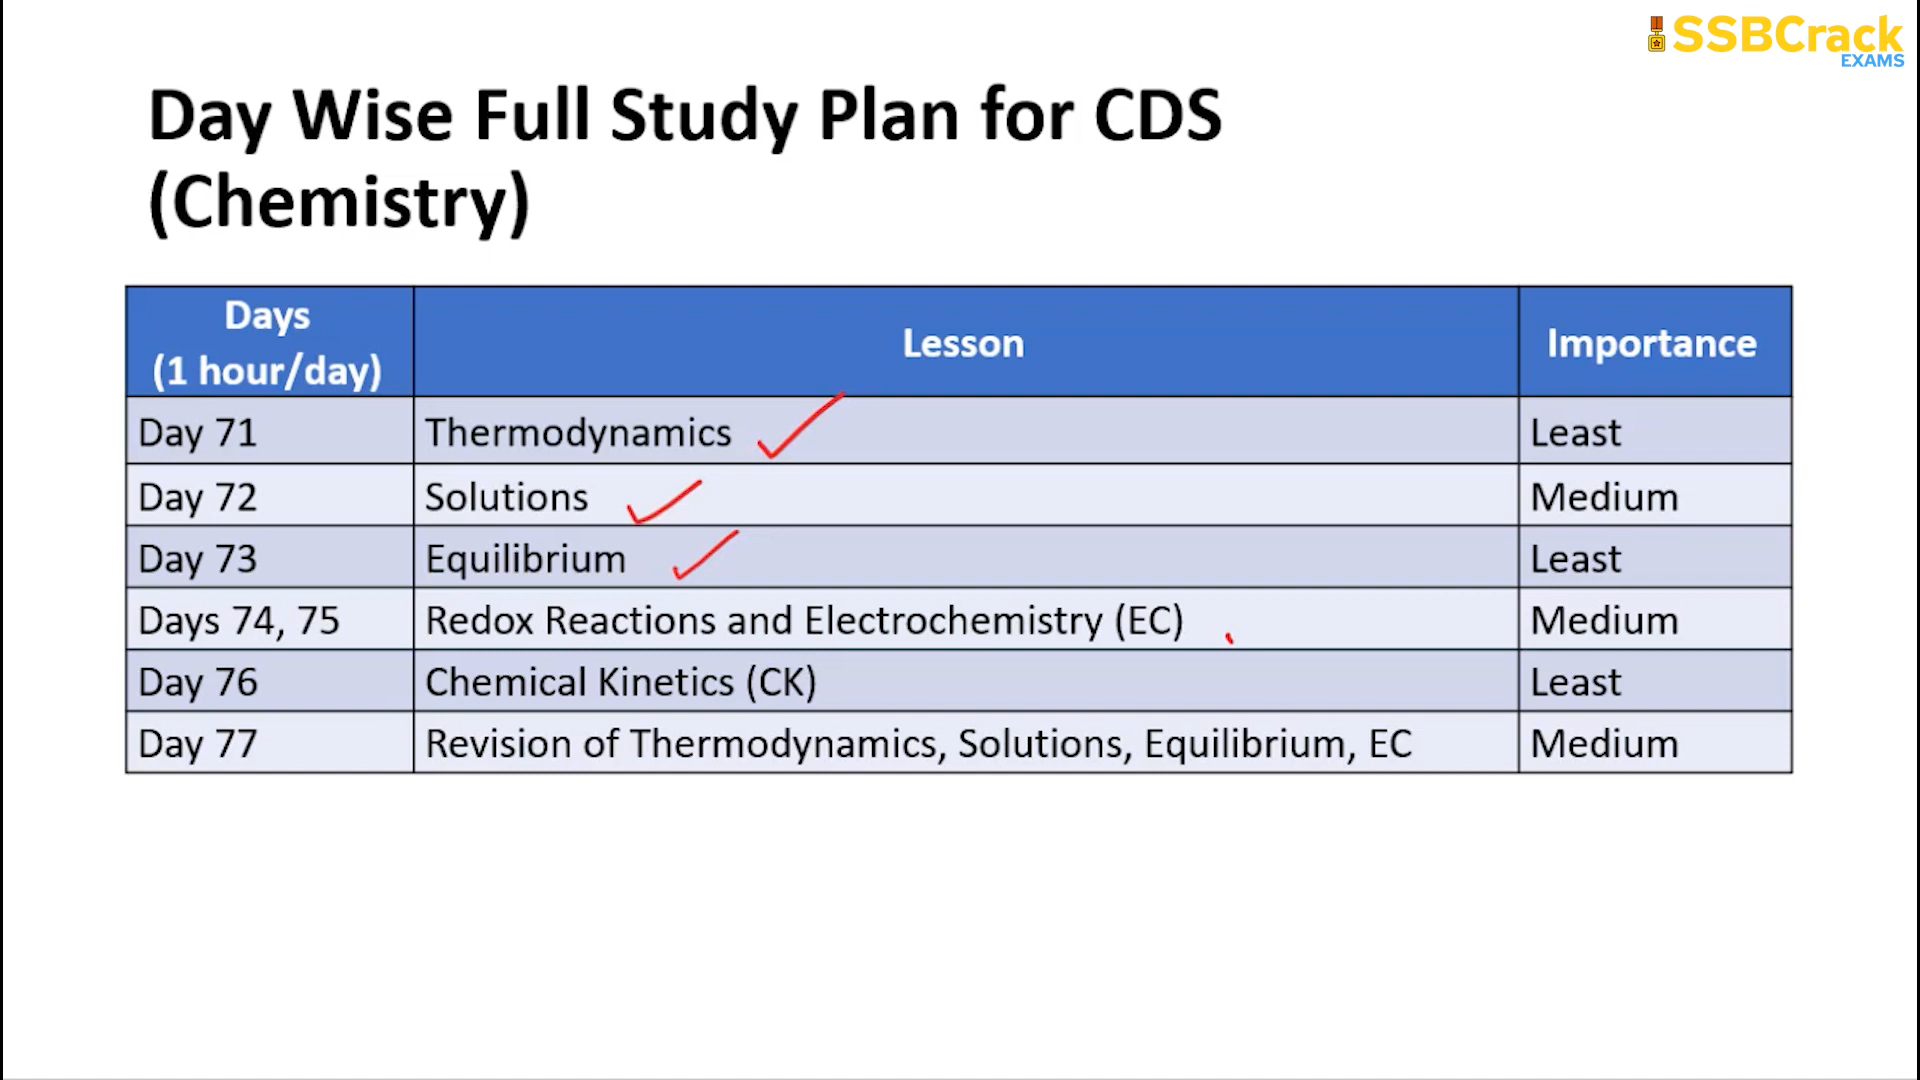 SSBCrack
EXAMS
Day Wise Full Study Plan for CDS
(Chemistry)
Days
(1 hour/day)
Lesson
Importance
Day 71
Thermodynamics
Least
Day 72
Solutions
Medium
Day 73
Equilibrium
Least
Days 74, 75
Redox Reactions and Electrochemistry (EC)
Medium
Day 76
Chemical Kinetics (CK)
Least
Day 77
Revision of Thermodynamics, Solutions, Equilibrium, EC
Medium